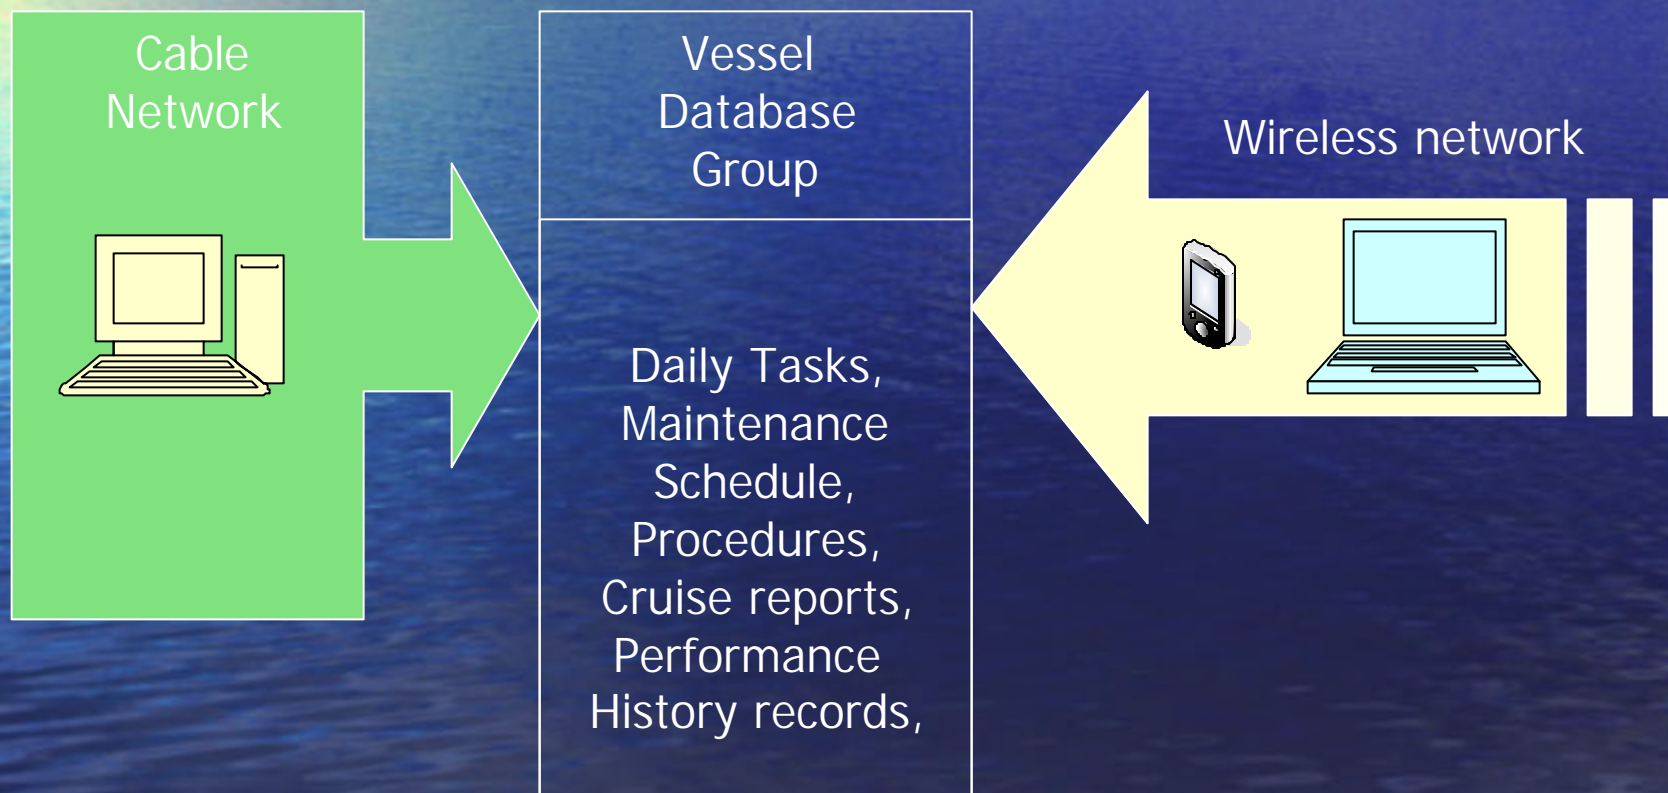 Cable
Network
Vessel
Database
Group
Daily Tasks,
Maintenance
Schedule,
Procedures,
Cruise reports,
Performance
History records,
Wireless network